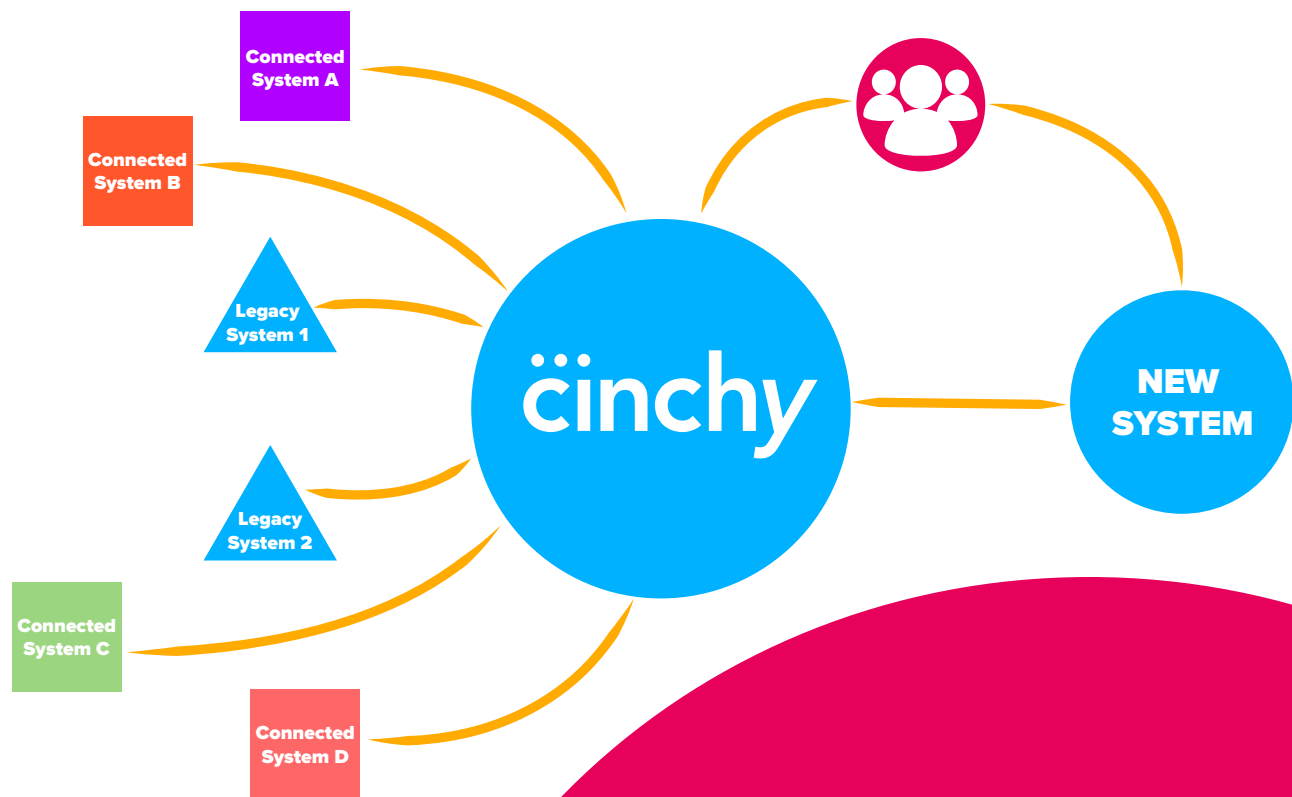 Connected
System A
Connected
System B
Legacy
System 1
cinchy
NEW
SYSTEM
Legacy
System 2
Connected
System C
Connected
System D